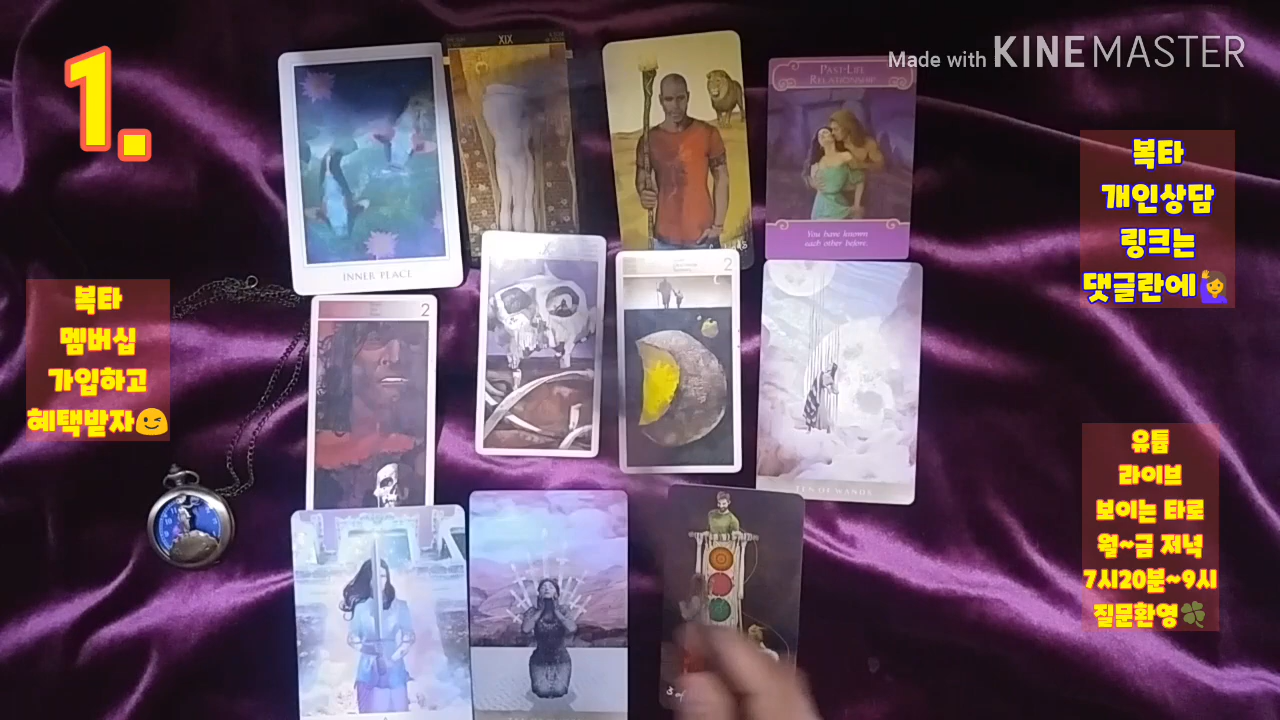 1.
Made with KINEMASTER
복타
개인상담
링크는
댓글란에🙋‍♀️
복타
멤버십
가입하고
혜택받자😋
유튭
라이브
보이는 타로
월~금 저녁
7시20분~9시
질문환영🍀
INNER PEACE
XIX
PAST-LIFE
RELATIONSHIP
You have known
each other before.
E 2
2
TEN OF WANDS